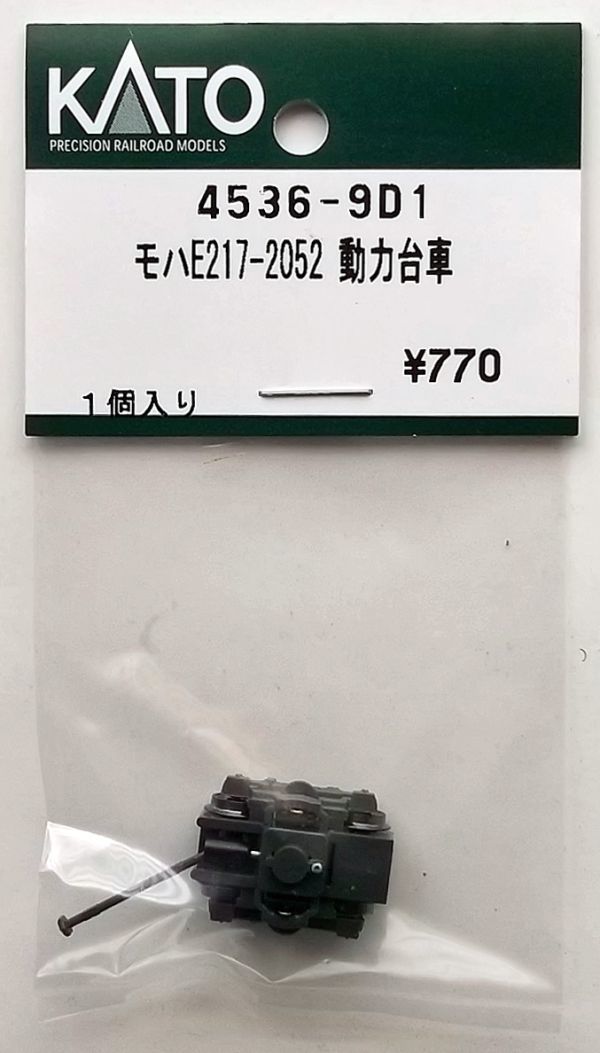 KATO
PRECISION RAILROAD MODELS
4536-9D1
モハE217-2052 動力台車
¥770
1個入り